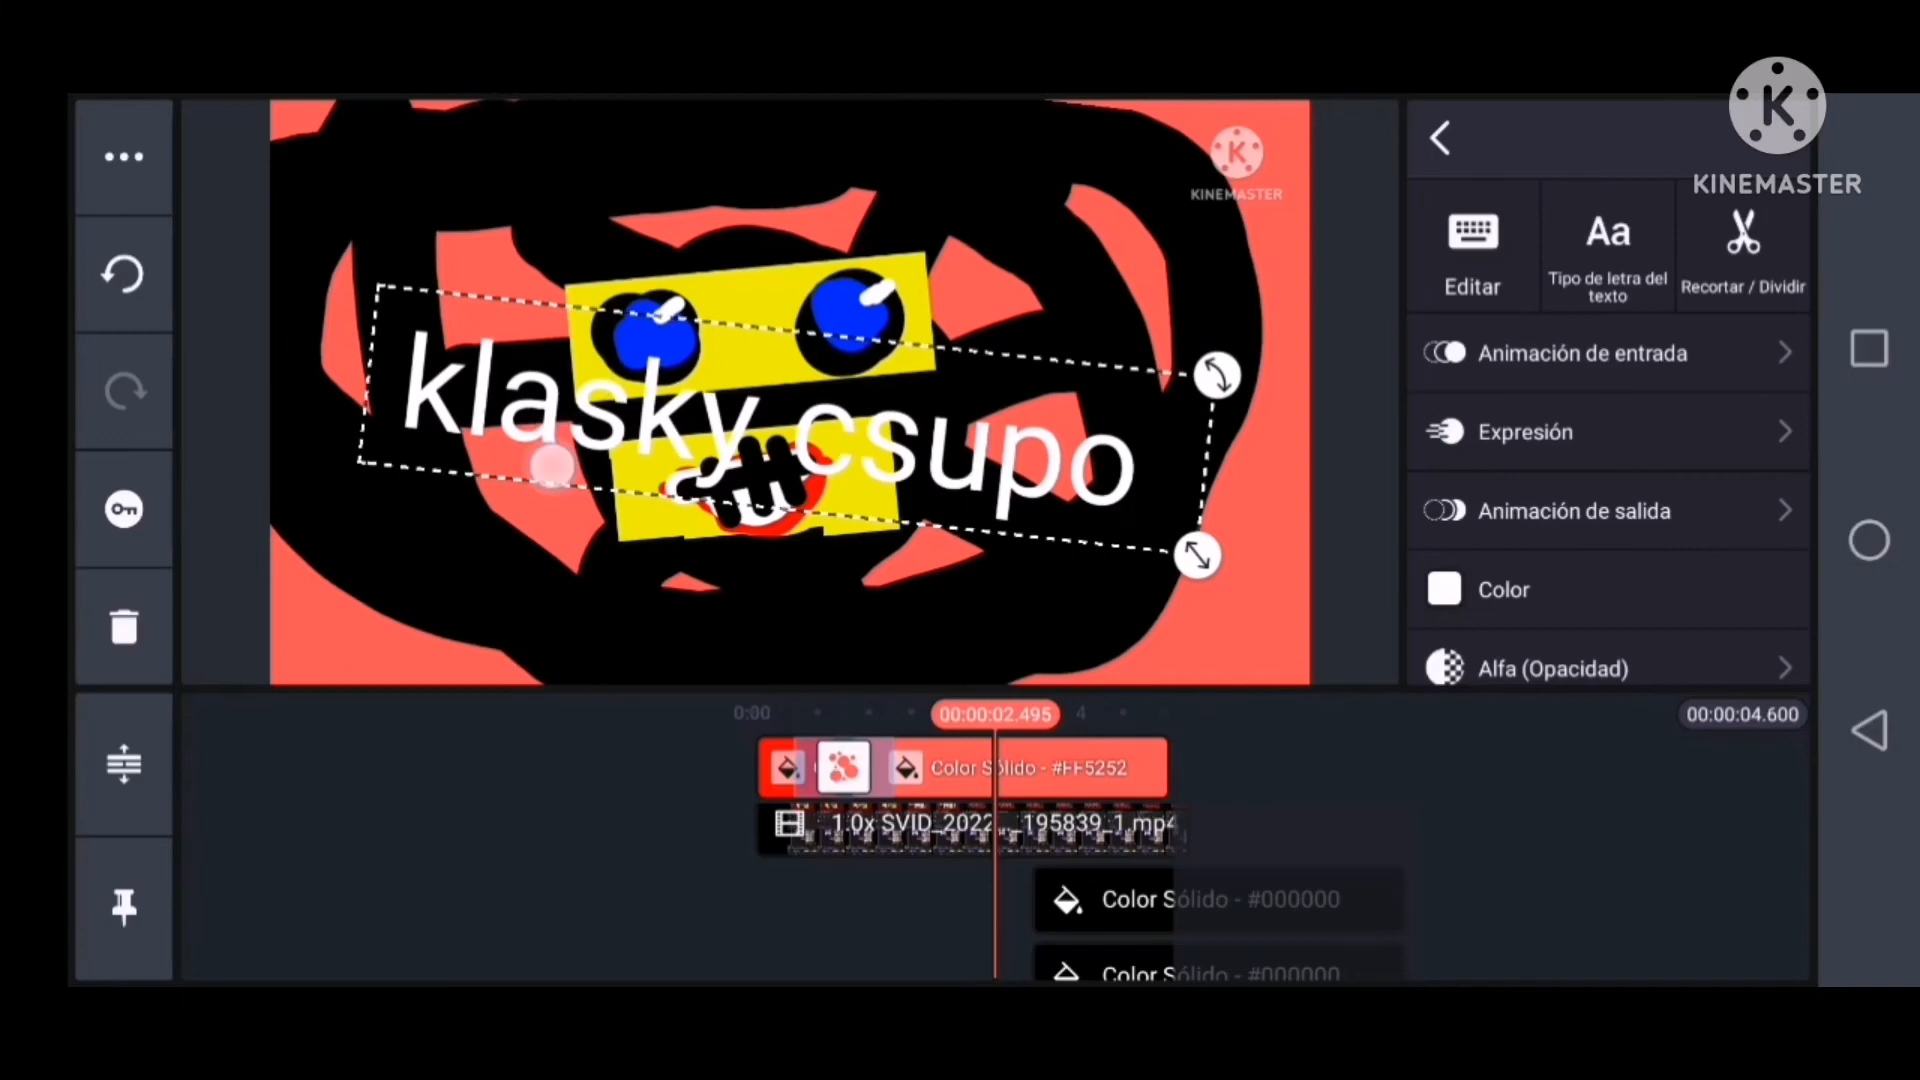 KINEMASTER
KINEMASTER
klasky csupo
Editar
Tipo de letra del
texto
Recortar / Dividir
Animación de entrada
Expresión
Animación de salida
Color
Alfa (Opacidad)
0:00
00:00:02.495
4
00:00:04.600
Color Sólido - #FF5252
1.0x SVID_2022..._195839_1.mp4
Color Sólido - #000000
Color Sólido - #000000